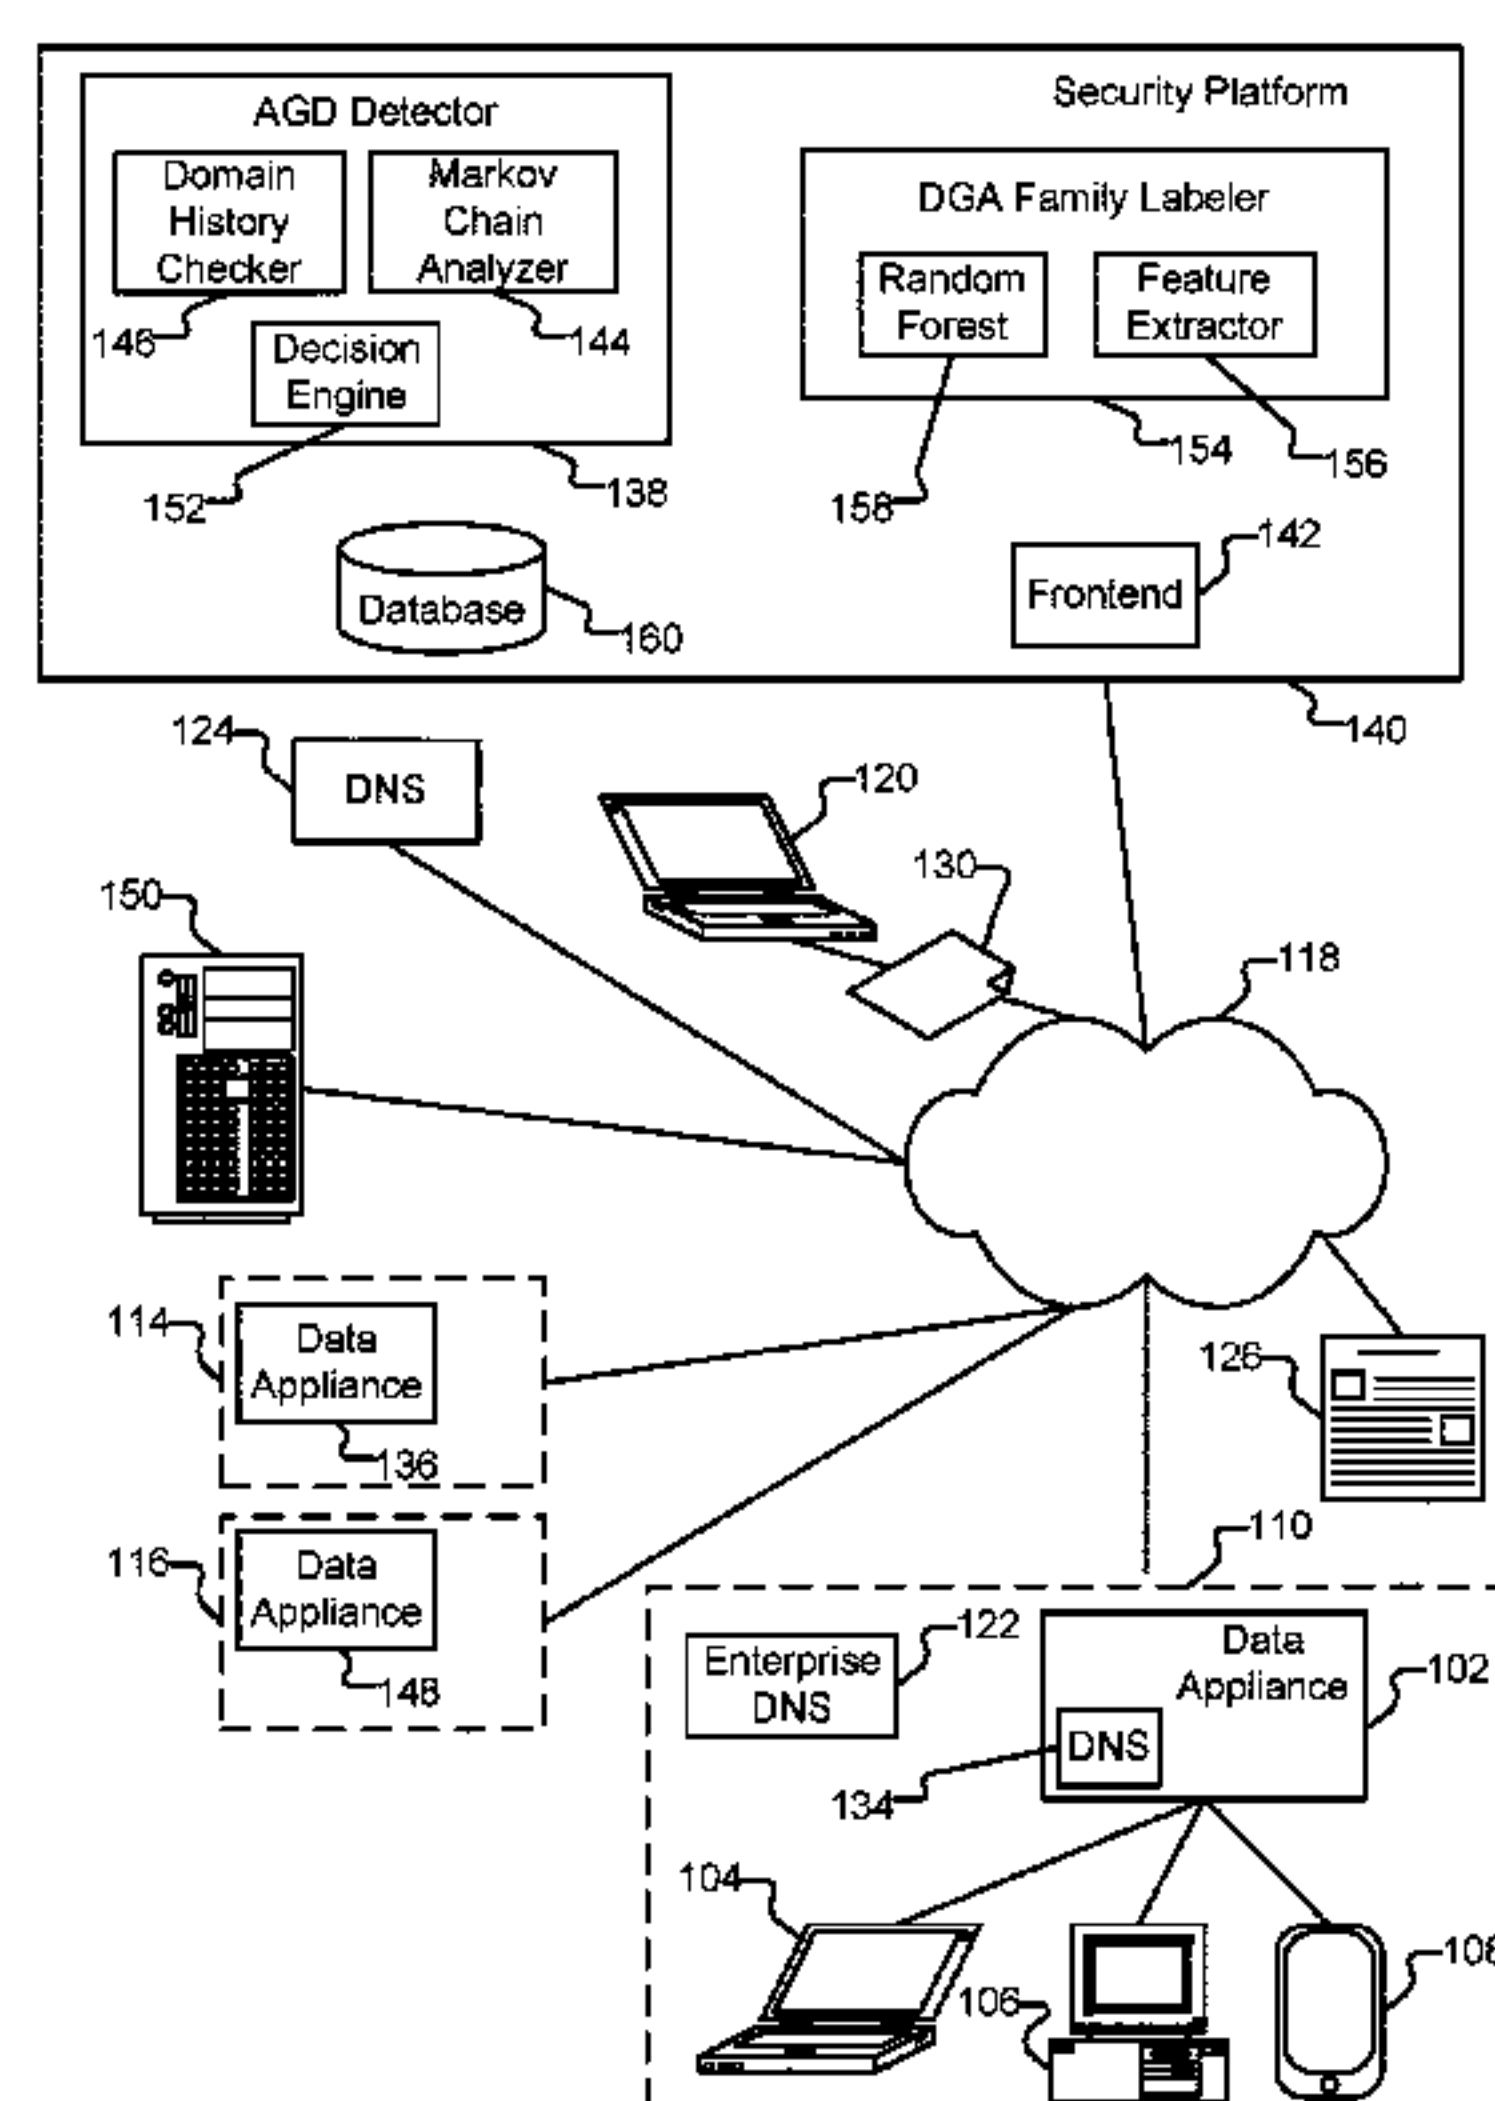 AGD Detector
Security Platform
Domain
History
Checker
Markov
Chain
Analyzer
DGA Family Labeler
Random
Forest
Feature
Extractor
146
144
Decision
Engine
154
156
152
138
158
142
Frontend
Database
160
140
124
DNS
120
130
150
118
114
Data
Appliance
136
126
110
116
Data
Appliance
148
122
Enterprise
DNS
Data
Appliance
102
DNS
134
104
106
108